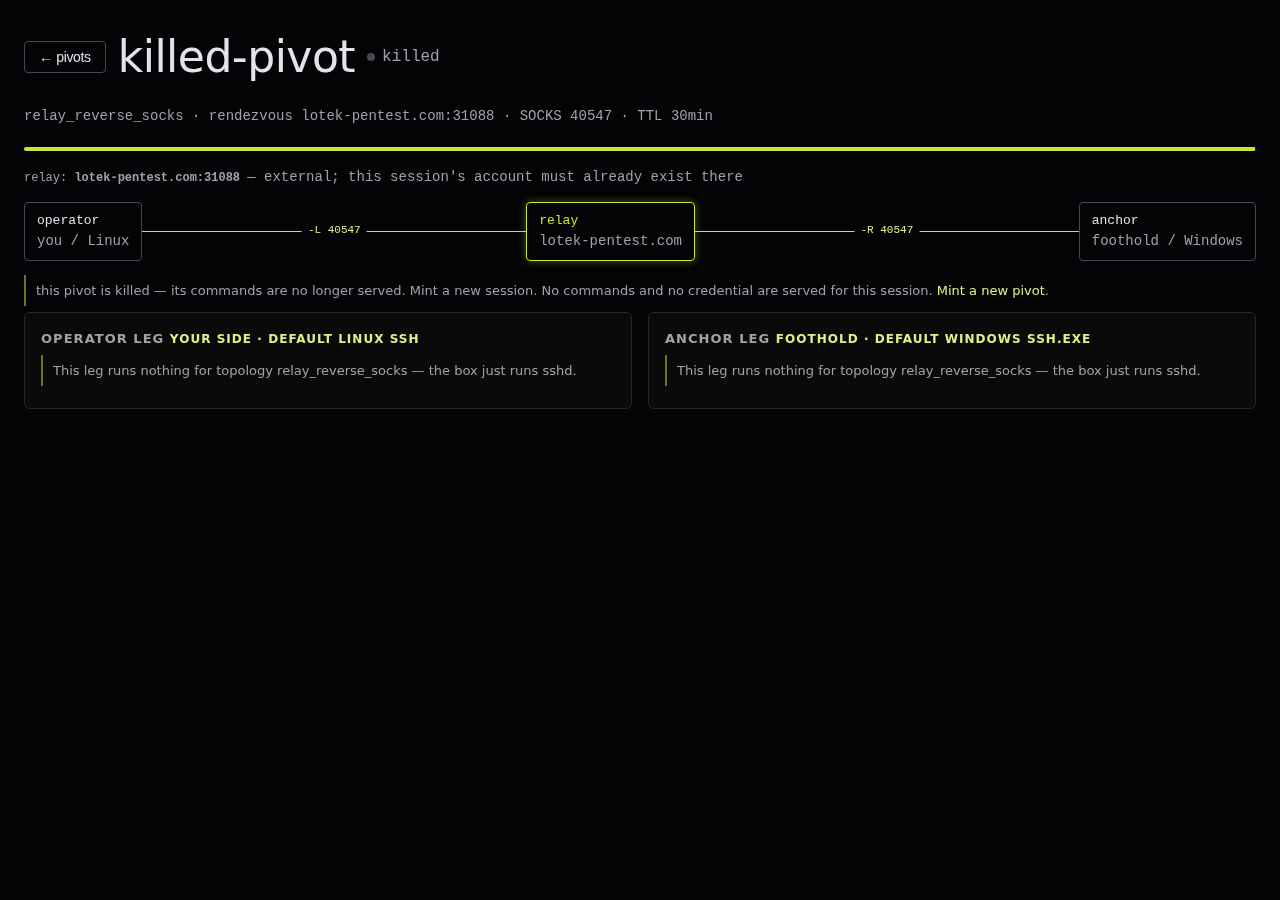 ← pivots killed-pivot killed
relay_reverse_socks · rendezvous lotek-pentest.com:31088 · SOCKS 40547 · TTL 30min
relay: lotek-pentest.com:31088 — external; this session's account must already exist there
operator
you / Linux
-L 40547
relay
lotek-pentest.com
-R 40547
anchor
foothold / Windows
this pivot is killed — its commands are no longer served. Mint a new session. No commands and no credential are served for this session. Mint a new pivot.
OPERATOR LEG YOUR SIDE · DEFAULT LINUX SSH
This leg runs nothing for topology relay_reverse_socks — the box just runs sshd.
ANCHOR LEG FOOTHOLD · DEFAULT WINDOWS SSH.EXE
This leg runs nothing for topology relay_reverse_socks — the box just runs sshd.